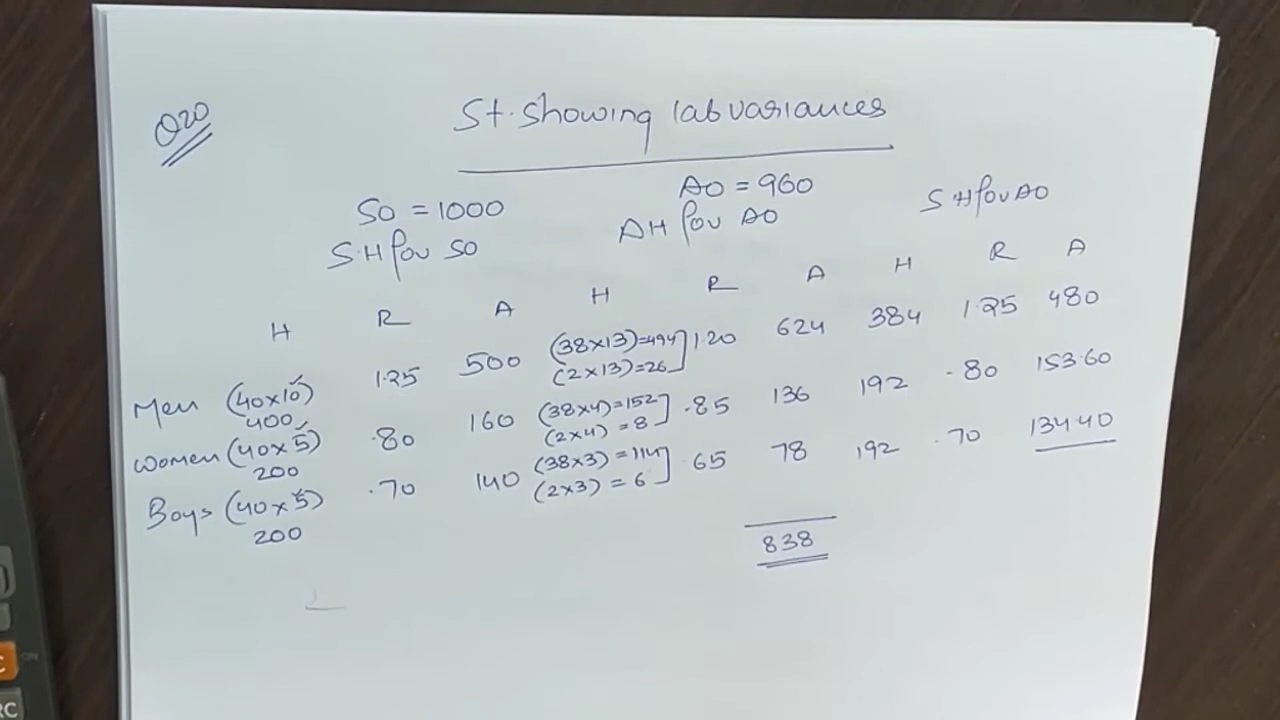 Q20
St. Showing lab variances
SO = 1000 AO = 960
S.H for SO AH for AO S.H for AO
H R A H R A H R A
Men (40x10) 1.25 500 (38x13)=494 1.20 624 384 1.25 480
400 (2x13)=26
Women (40x5) .80 160 (38x4)=152 .85 136 192 .80 153.60
200 (2x4) = 8
Boys (40x5) .70 140 (38x3) = 114 .65 78 192 .70 134.40
200 (2x3) = 6
838